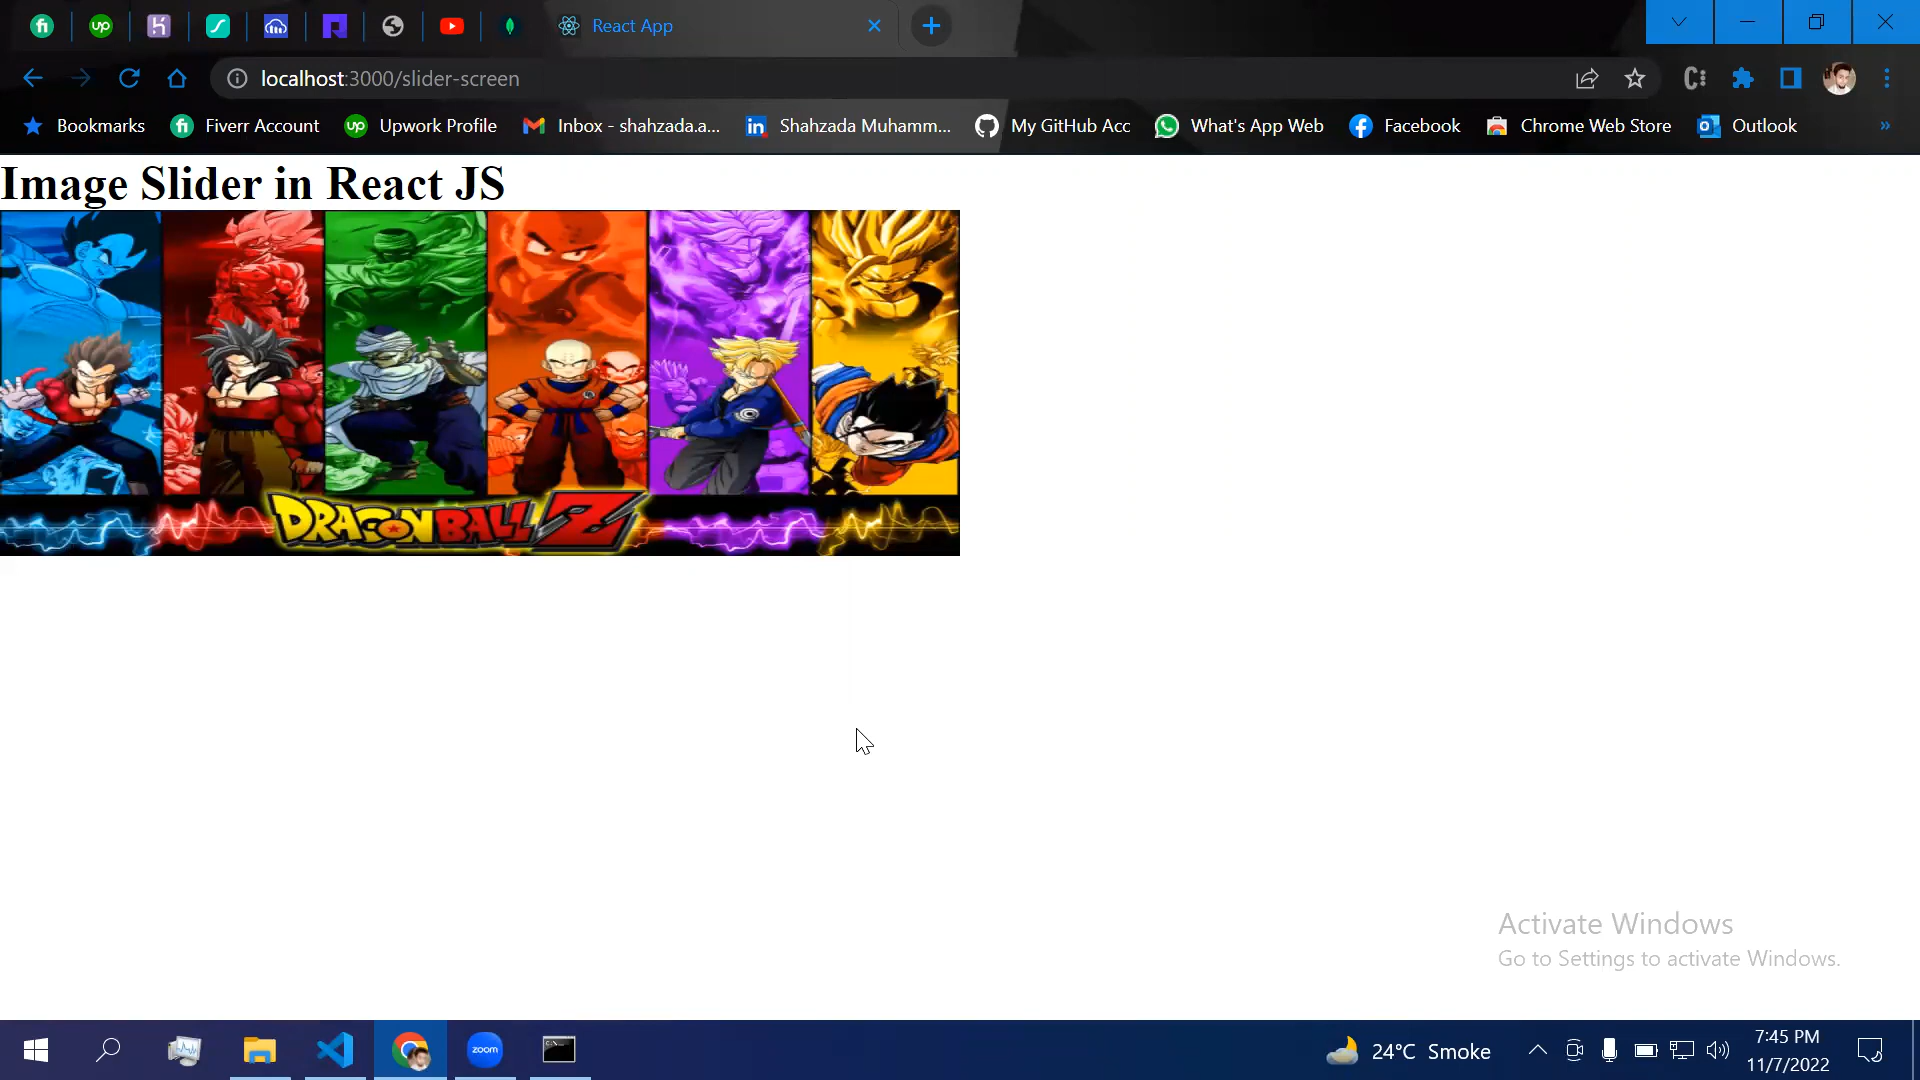 React App
localhost:3000/slider-screen
Bookmarks
Fiverr Account
Upwork Profile
Inbox - shahzada.a...
Shahzada Muhamm...
My GitHub Acc
What's App Web
Facebook
Chrome Web Store
Outlook
Image Slider in React JS
DRAGONBALL Z
Activate Windows
Go to Settings to activate Windows.
zoom
24°C Smoke
7:45 PM
11/7/2022